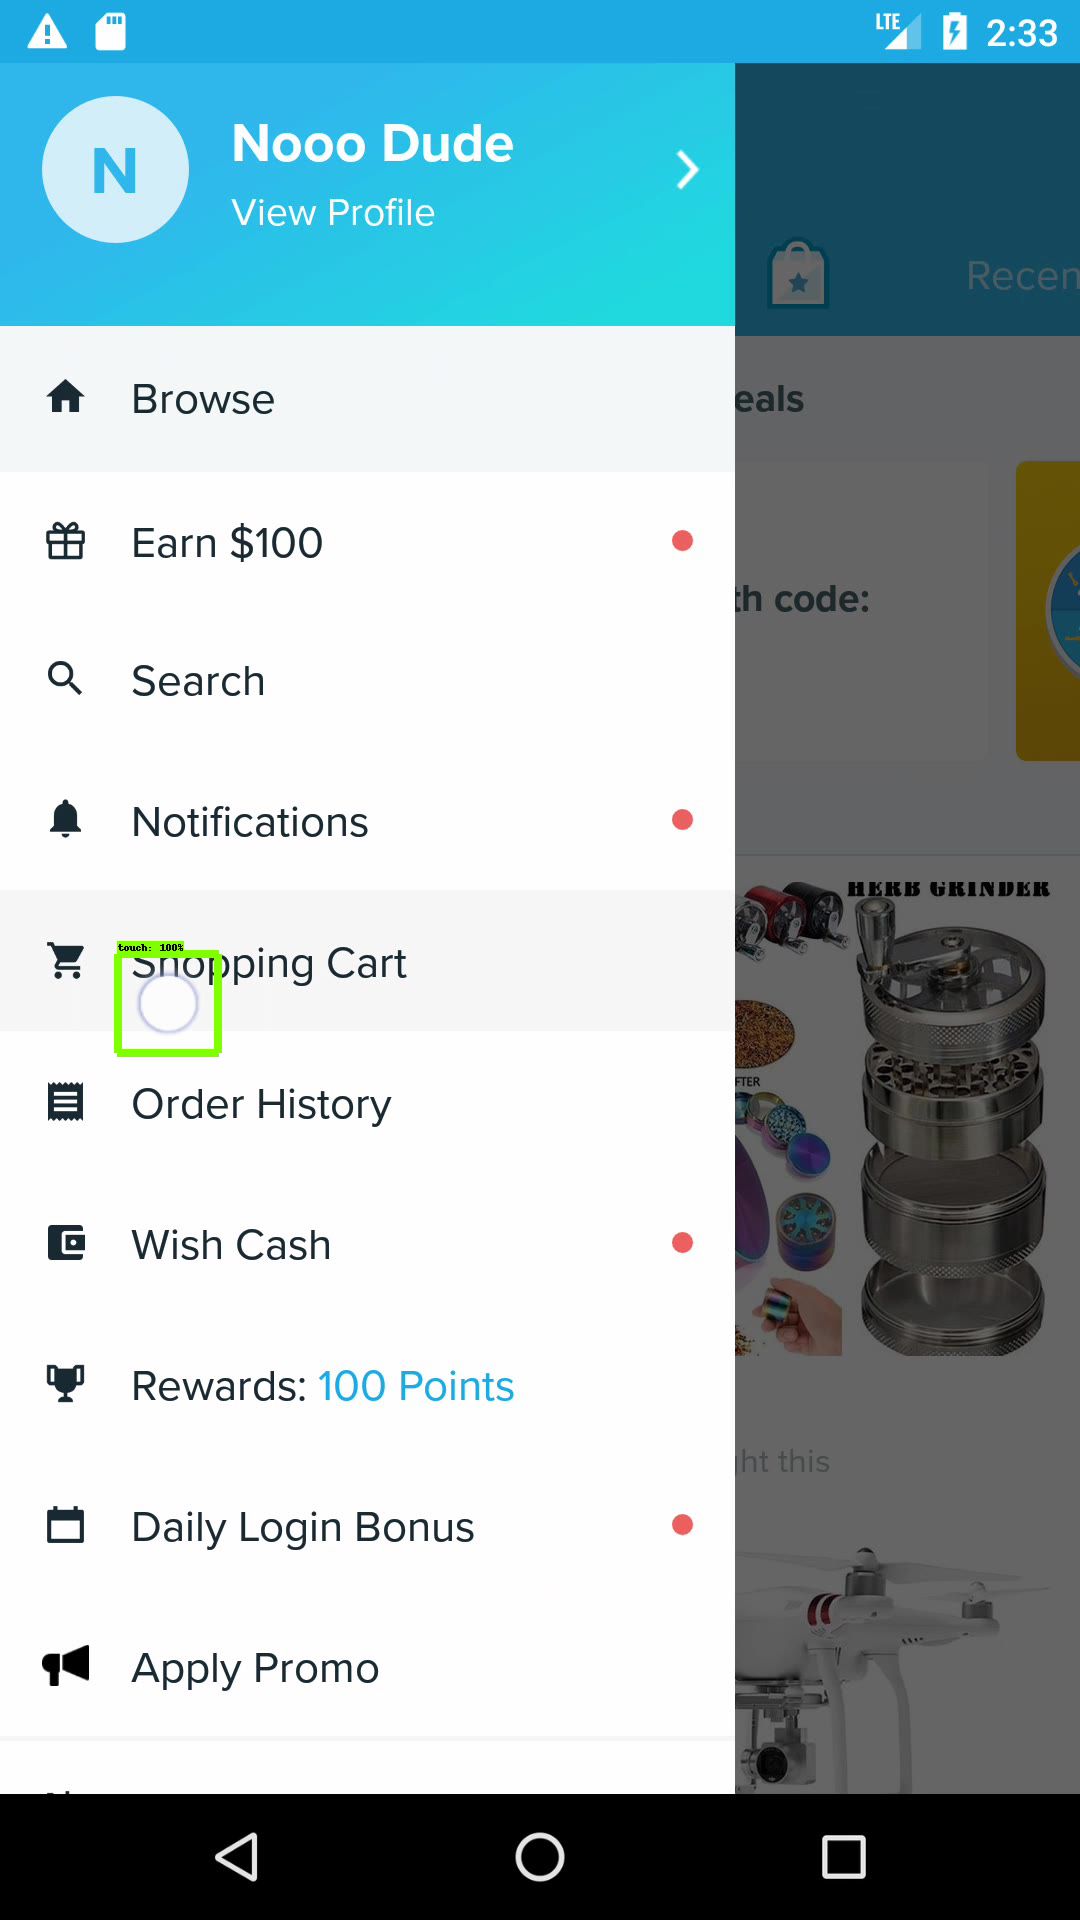 LTE 2:33
N
Nooo Dude
View Profile
Recen
Browse
eals
Earn $100
th code:
Search
Notifications
HERB GRINDER
touch: 100%
Shopping Cart
FTER
Order History
Wish Cash
Rewards: 100 Points
ght this
Daily Login Bonus
Apply Promo